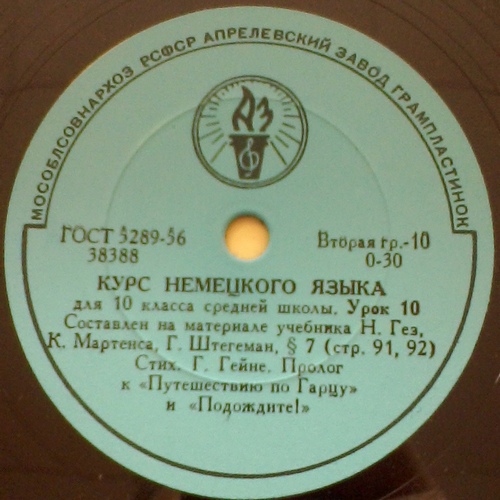 МОСОБЛСОВНАРХОЗ РСФСР АПРЕЛЕВСКИЙ ЗАВОД ГРАМПЛАСТИНОК
АЗ
ГОСТ 5289-56
38388
Вторая гр.-10
0-30
КУРС НЕМЕЦКОГО ЯЗЫКА
для 10 класса средней школы. Урок 10
Составлен на материале учебника Н. Гез,
К. Мартенса, Г. Штегеман, § 7 (стр. 91, 92)
Стих. Г. Гейне. Пролог
к «Путешествию по Гарцу»
и «Подождите!»